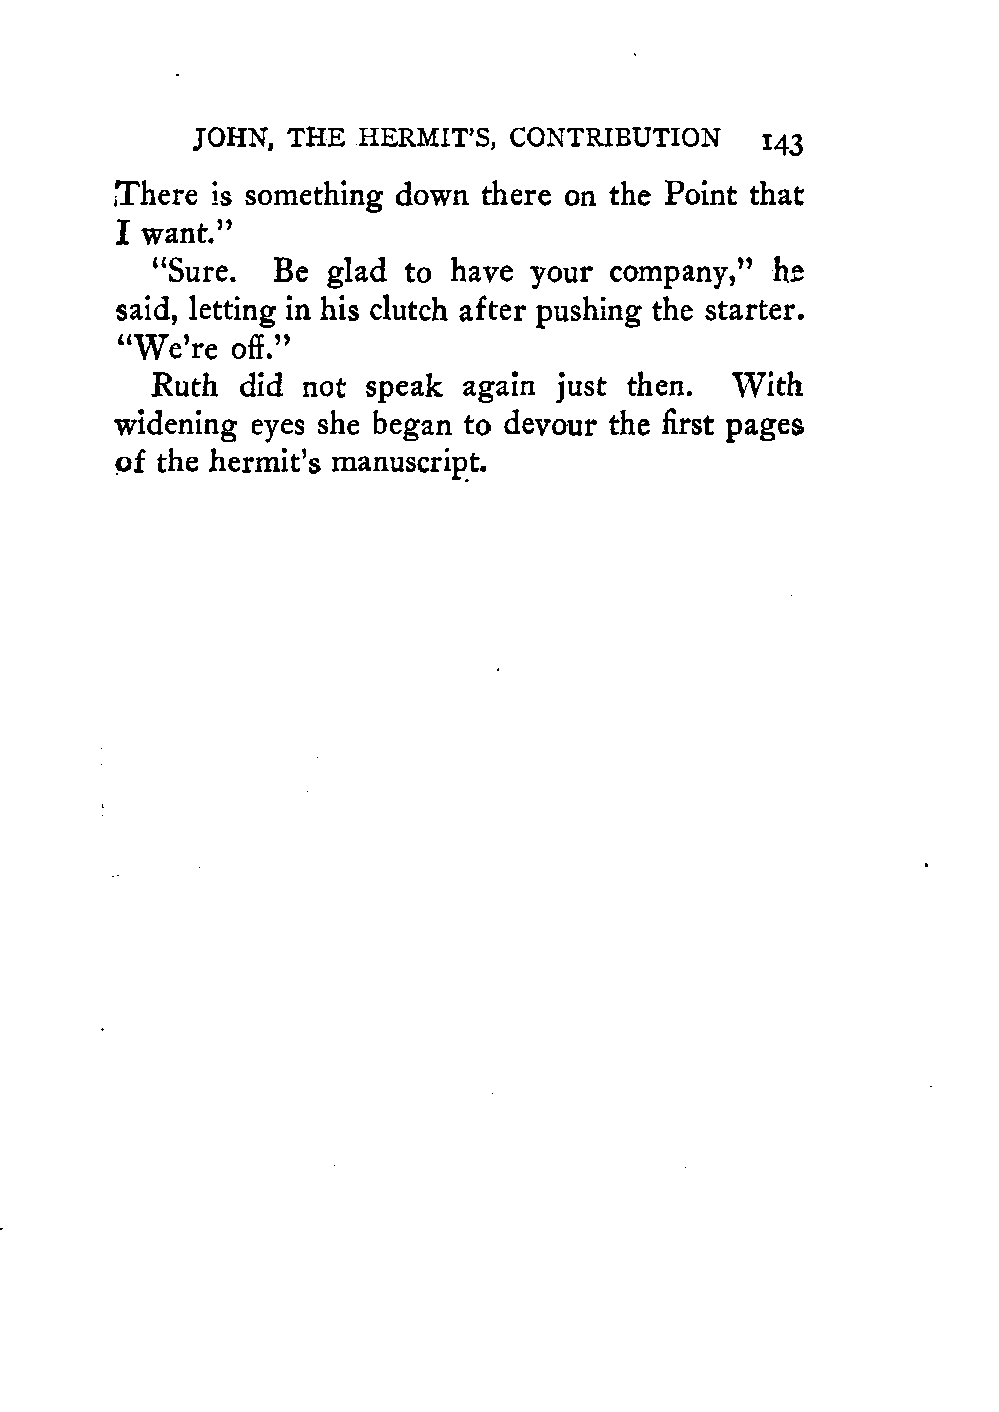 JOHN, THE HERMIT'S, CONTRIBUTION 143
There is something down there on the Point that
I want."
"Sure. Be glad to have your company," he
said, letting in his clutch after pushing the starter.
"We're off."
Ruth did not speak again just then. With
widening eyes she began to devour the first pages
of the hermit's manuscript.